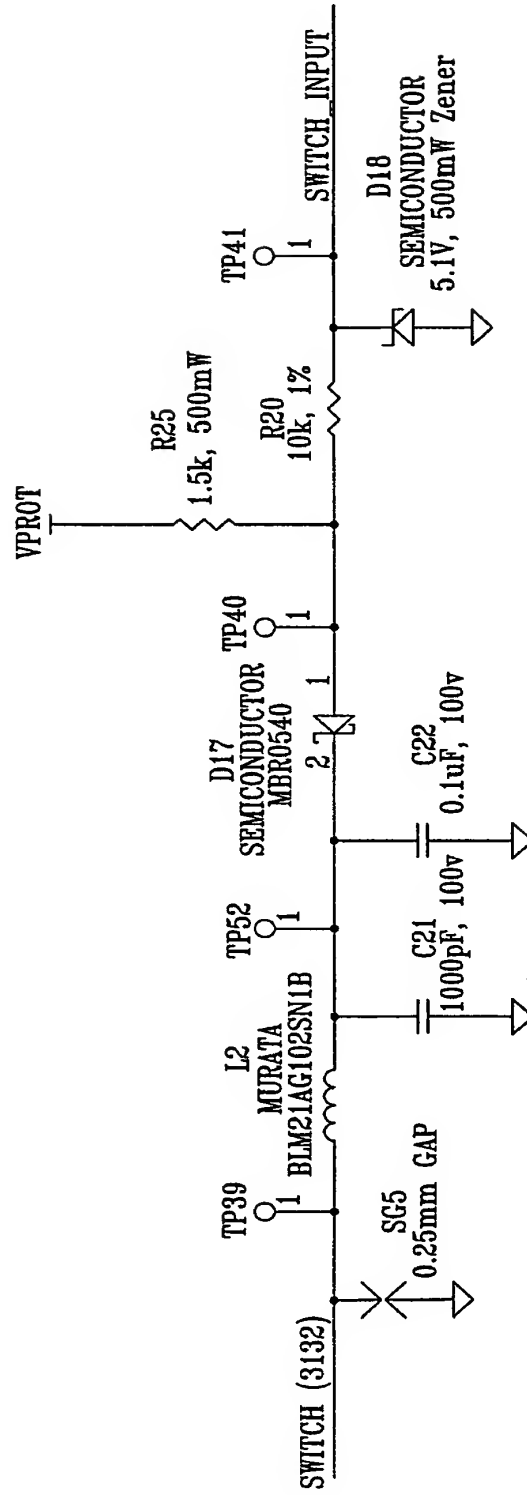 SWITCH (3132)
SG5
0.25mm GAP
TP39
1
L2
MURATA
BLM21AG102SN1B
C21
1000pF, 100v
TP52
1
C22
0.1uF, 100v
D17
SEMICONDUCTOR
MBR0540
2
1
TP40
1
VPROT
R25
1.5k, 500mW
R20
10k, 1%
TP41
1
D18
SEMICONDUCTOR
5.1V, 500mW Zener
SWITCH_INPUT